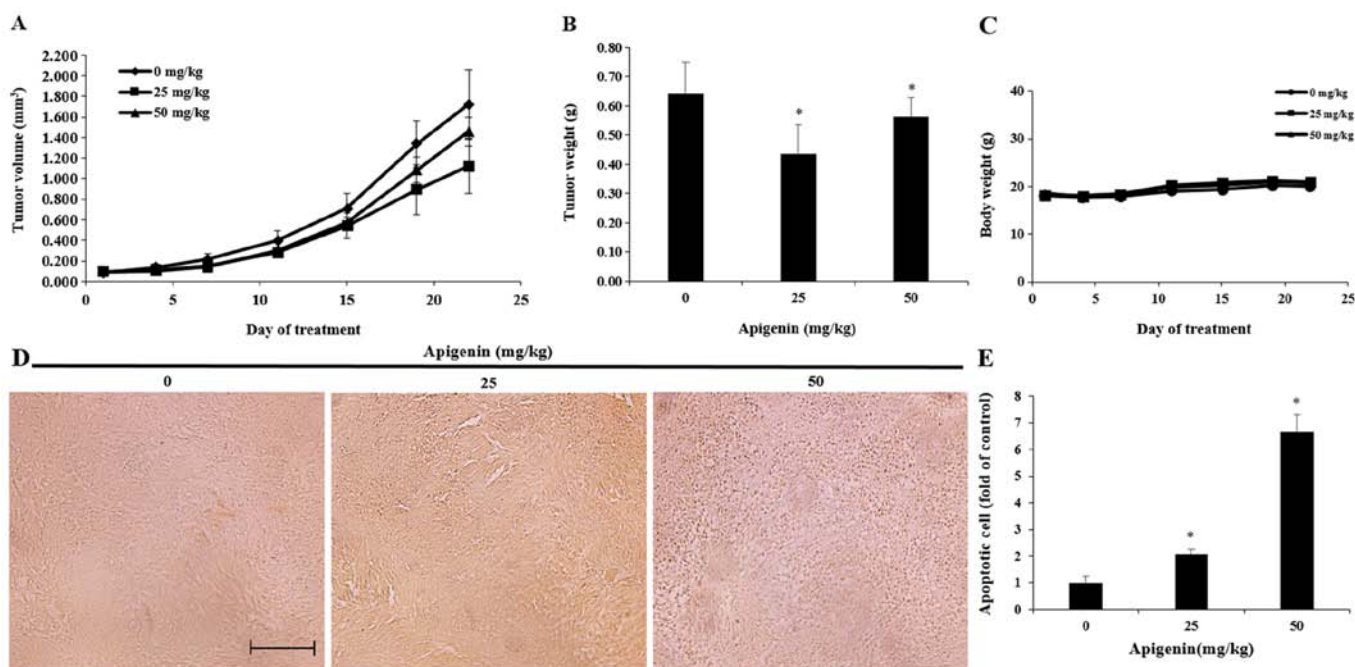 A
Tumor volume (mm³)
2.200
2.000
1.800
1.600
1.400
1.200
1.000
0.800
0.600
0.400
0.200
0.000
0 mg/kg
25 mg/kg
50 mg/kg
0 5 10 15 20 25
Day of treatment
B
Tumor weight (g)
0.80
0.70
0.60
0.50
0.40
0.30
0.20
0.10
0.00
*
*
0 25 50
Apigenin (mg/kg)
C
Body weight (g)
40
30
20
10
0
0 mg/kg
25 mg/kg
50 mg/kg
0 5 10 15 20 25
Day of treatment
D
Apigenin (mg/kg)
0 25 50
E
Apoptotic cell (fold of control)
8
7
6
5
4
3
2
1
0
*
*
0 25 50
Apigenin(mg/kg)